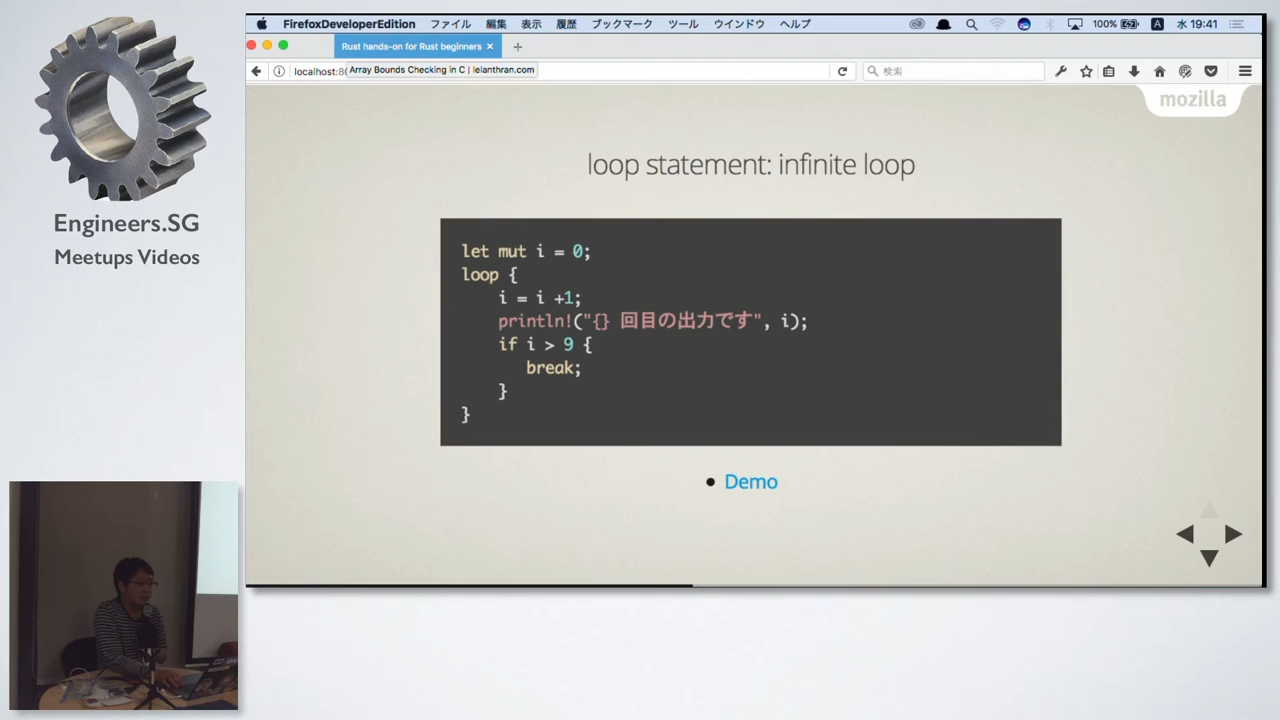 FirefoxDeveloperEdition ファイル 編集 表示 履歴 ブックマーク ツール ウインドウ ヘルプ 100% A 水 19:41
Rust hands-on for Rust beginners × +
localhost:80 Array Bounds Checking in C | lelanthran.com 検索
mozilla
loop statement: infinite loop
let mut i = 0;
loop {
i = i +1;
println!("{} 回目の出力です", i);
if i > 9 {
break;
}
}
Demo
Engineers.SG
Meetups Videos